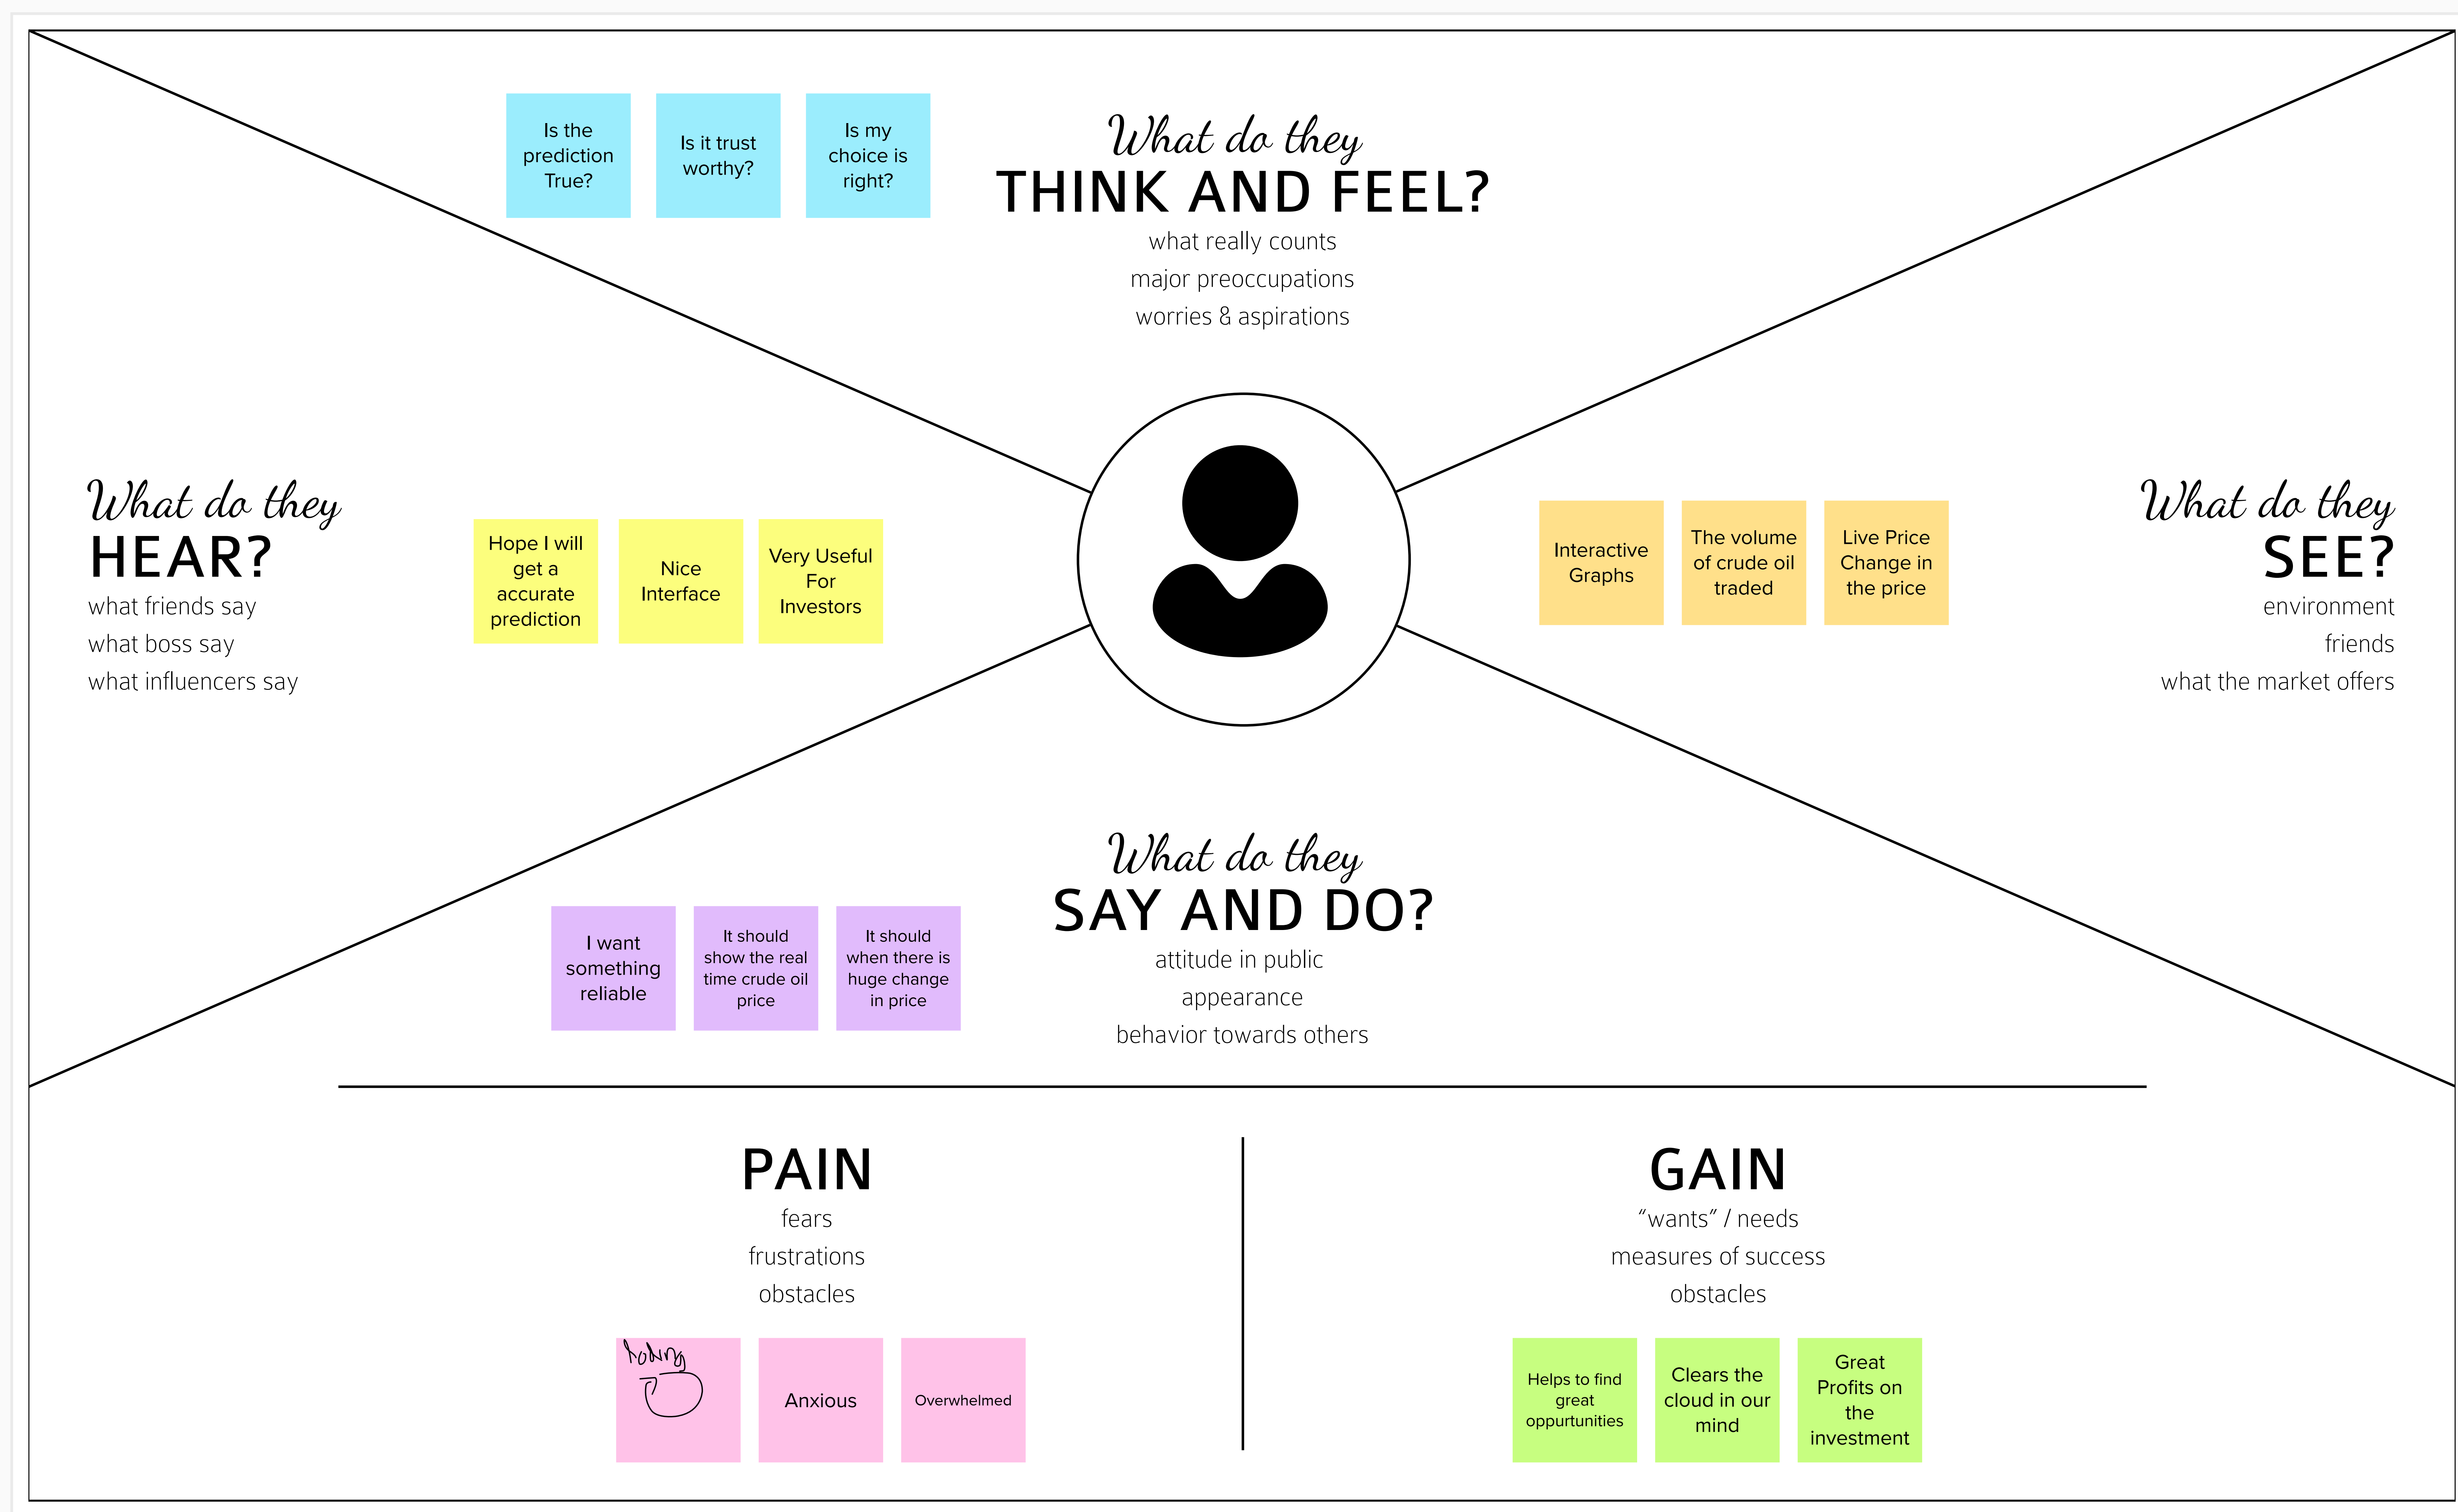 Is the
prediction
True?
Is it trust
worthy?
Is my
choice is
right?
What do they
THINK AND FEEL?
what really counts
major preoccupations
worries & aspirations
What do they
HEAR?
what friends say
what boss say
what influencers say
Hope I will
get a
accurate
prediction
Nice
Interface
Very Useful
For
Investors
Interactive
Graphs
The volume
of crude oil
traded
Live Price
Change in
the price
What do they
SEE?
environment
friends
what the market offers
What do they
SAY AND DO?
attitude in public
appearance
behavior towards others
I want
something
reliable
It should
show the real
time crude oil
price
It should
when there is
huge change
in price
PAIN
fears
frustrations
obstacles
Anxious
Overwhelmed
GAIN
“wants” / needs
measures of success
obstacles
Helps to find
great
oppurtunities
Clears the
cloud in our
mind
Great
Profits on
the
investment